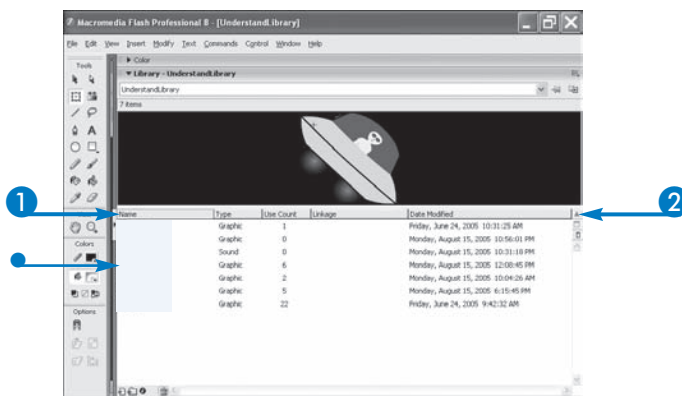 Macromedia Flash Professional 8 - [UnderstandLibrary]
File Edit View Insert Modify Text Commands Control Window Help
Tools
Color
Library - UnderstandLibrary
UnderstandLibrary
7 items
1
2
Name Type Use Count Linkage Date Modified
Graphic 1 Friday, June 24, 2005 10:31:25 AM
Graphic 0 Monday, August 15, 2005 10:56:01 PM
Sound 0 Monday, August 15, 2005 10:31:18 PM
Graphic 6 Monday, August 15, 2005 12:08:45 PM
Graphic 2 Monday, August 15, 2005 10:04:26 AM
Graphic 5 Monday, August 15, 2005 6:15:45 PM
Graphic 22 Friday, June 24, 2005 9:42:32 AM
Colors
Options